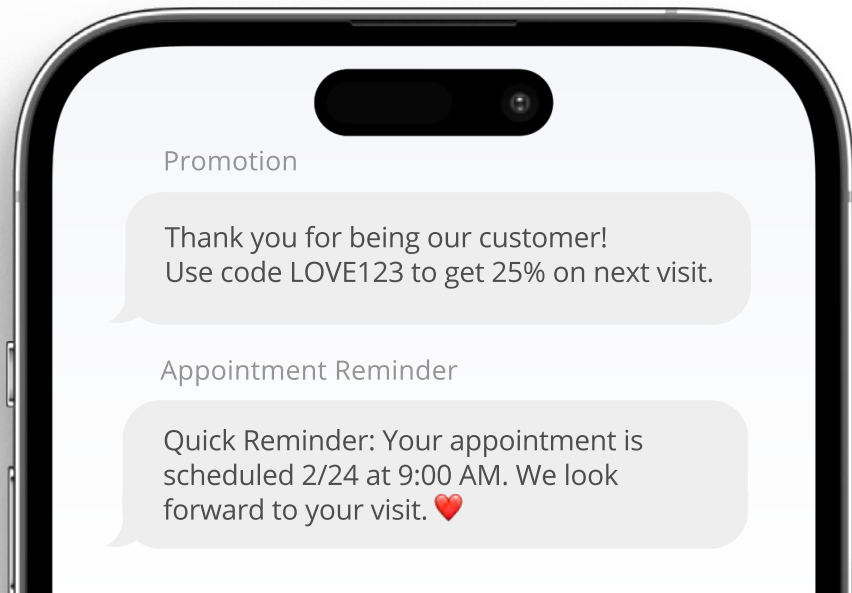 Promotion
Thank you for being our customer!
Use code LOVE123 to get 25% on next visit.
Appointment Reminder
Quick Reminder: Your appointment is
scheduled 2/24 at 9:00 AM. We look
forward to your visit. ❤️